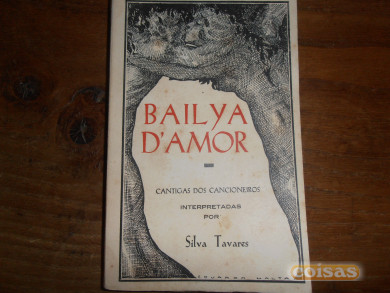 BAILYA
D'AMOR
CANTIGAS DOS CANCIONEIROS
INTERPRETADAS
POR
Silva Tavares
coisas